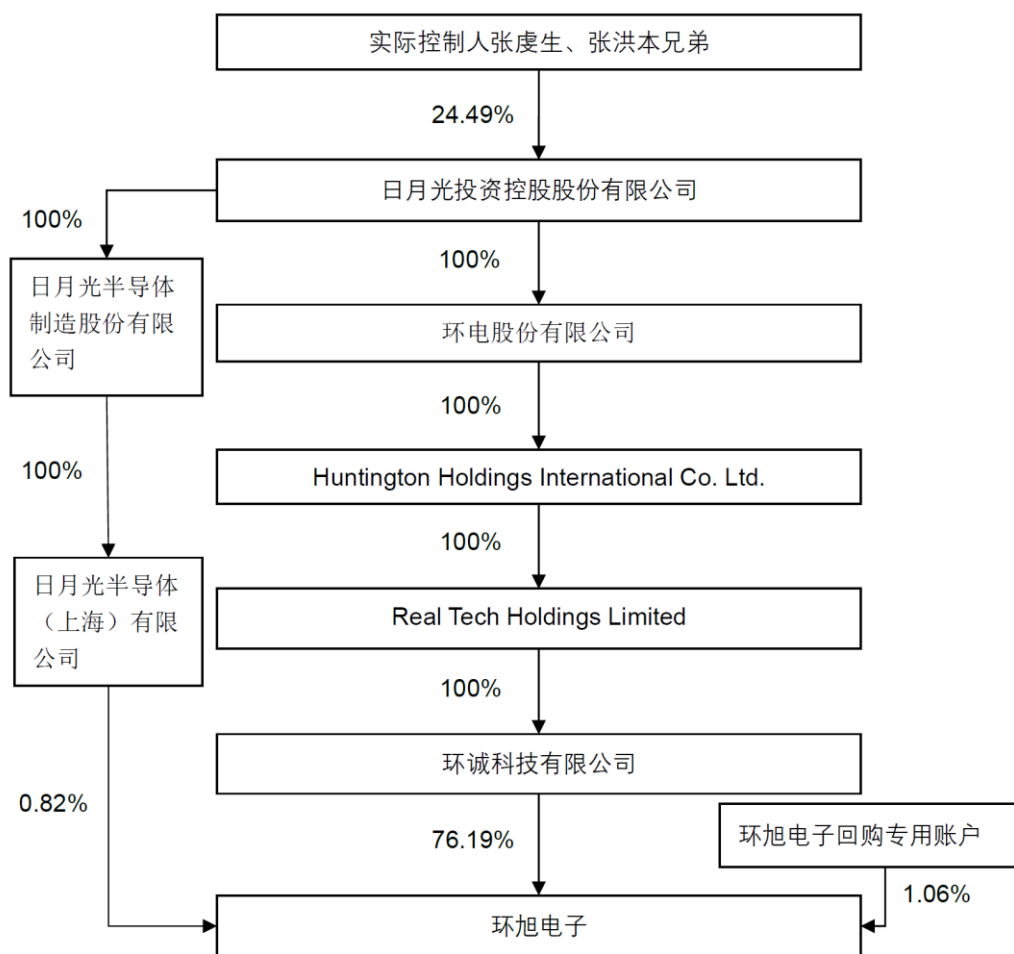 实际控制人张虔生、张洪本兄弟
24.49%
日月光投资控股股份有限公司
100%
100%
日月光半导体
制造股份有限
公司
环电股份有限公司
100%
100%
Huntington Holdings International Co. Ltd.
100%
日月光半导体
（上海）有限
公司
Real Tech Holdings Limited
100%
环诚科技有限公司
0.82%
76.19%
环旭电子回购专用账户
1.06%
环旭电子